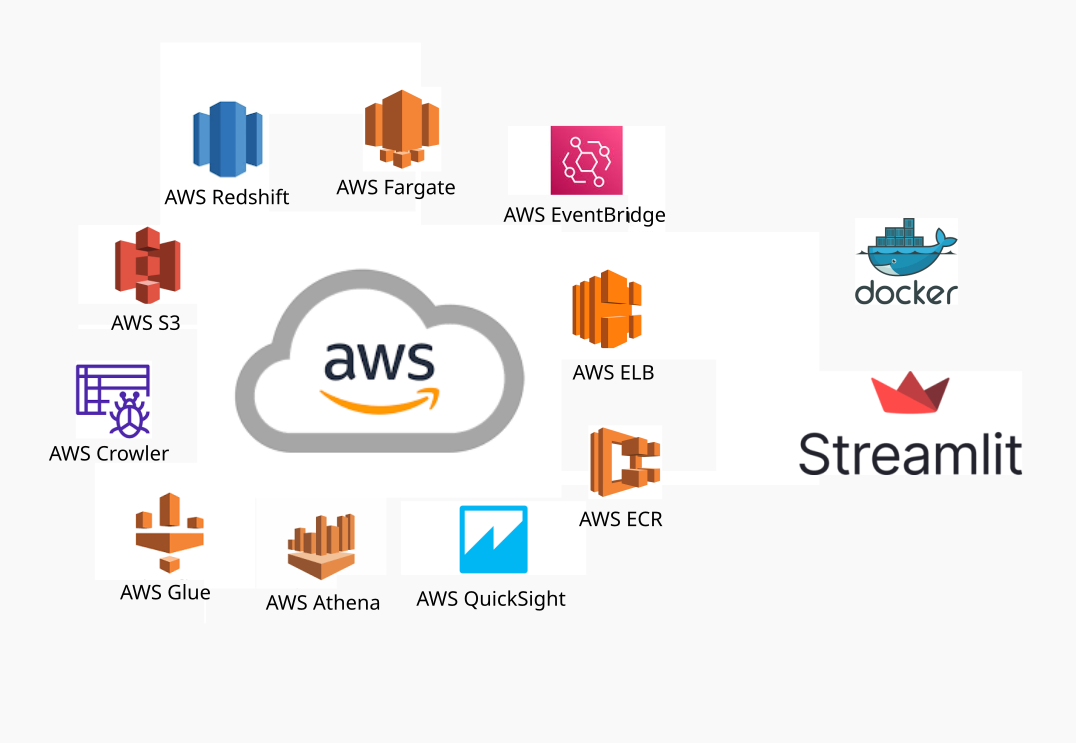 AWS Redshift
AWS Fargate
AWS EventBridge
AWS S3
docker
aws
AWS ELB
AWS Crowler
Streamlit
AWS ECR
AWS Glue
AWS Athena
AWS QuickSight